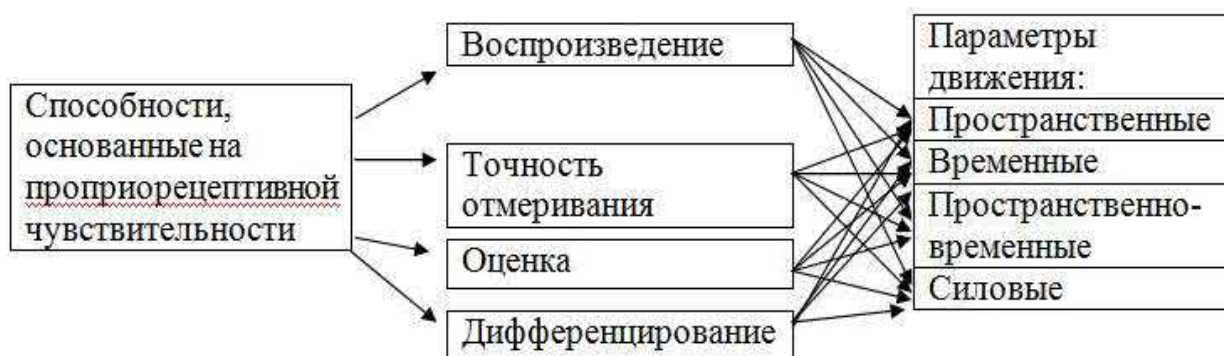 Способности,
основанные на
проприорецептивной
чувствительности
Воспроизведение
Точность
отмеривания
Оценка
Дифференцирование
Параметры
движения:
Пространственные
Временные
Пространственно-
временные
Силовые